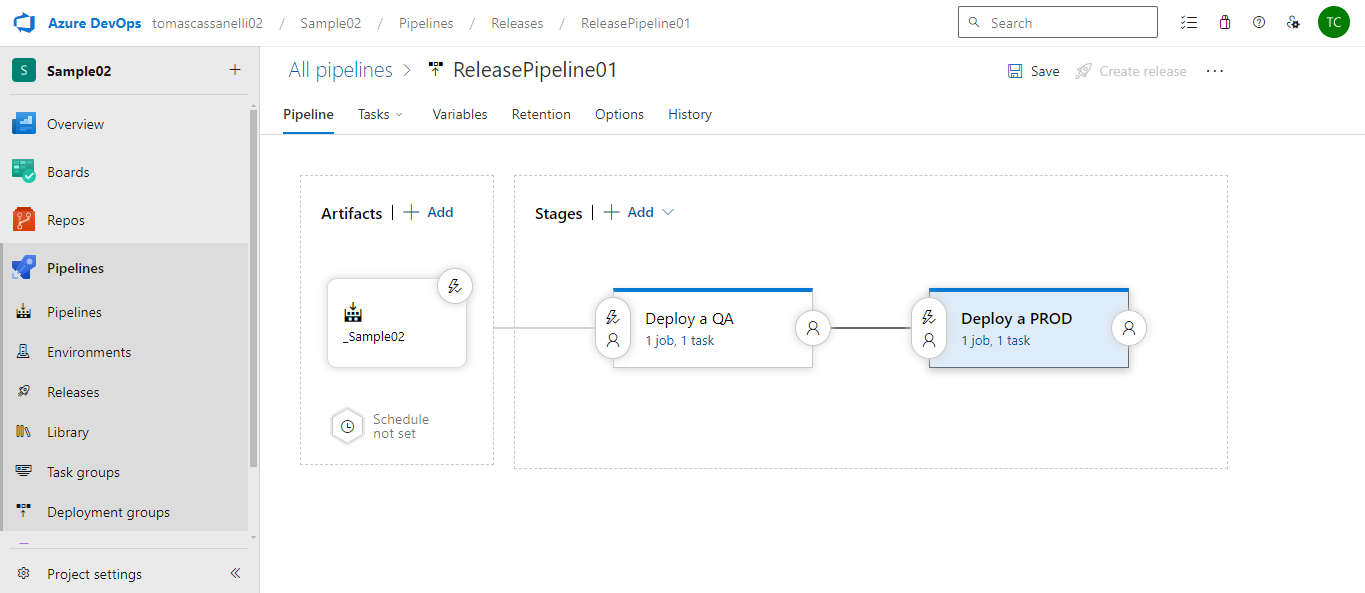 Azure DevOps tomascassanelli02 / Sample02 / Pipelines / Releases / ReleasePipeline01
Search
TC
S Sample02 +
Overview
Boards
Repos
Pipelines
Pipelines
Environments
Releases
Library
Task groups
Deployment groups
Project settings
All pipelines > ReleasePipeline01
Save Create release ...
Pipeline Tasks Variables Retention Options History
Artifacts | + Add
_Sample02
Schedule
not set
Stages | + Add
Deploy a QA
1 job, 1 task
Deploy a PROD
1 job, 1 task